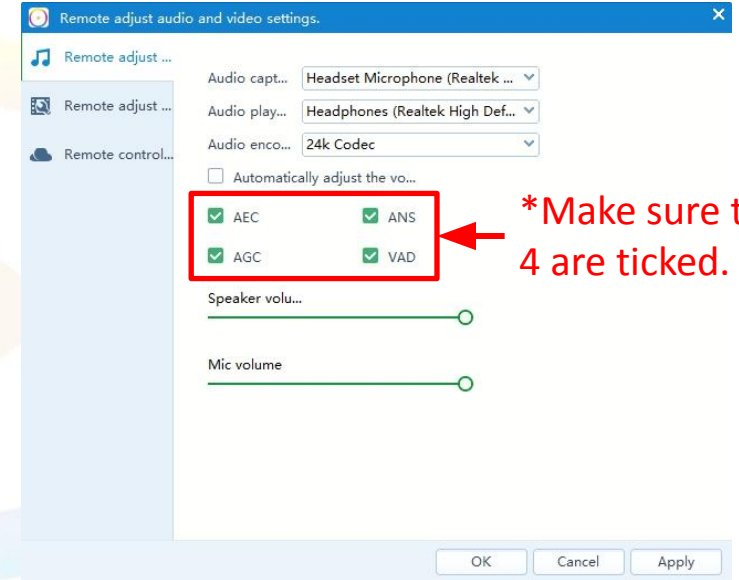 Remote adjust audio and video settings.
Remote adjust ...
Remote adjust ...
Remote control...
Audio capt... Headset Microphone (Realtek ...
Audio play... Headphones (Realtek High Def...
Audio enco... 24k Codec
Automatically adjust the vo...
AEC ANS
AGC VAD
*Make sure t
4 are ticked.
Speaker volu...
Mic volume
OK Cancel Apply